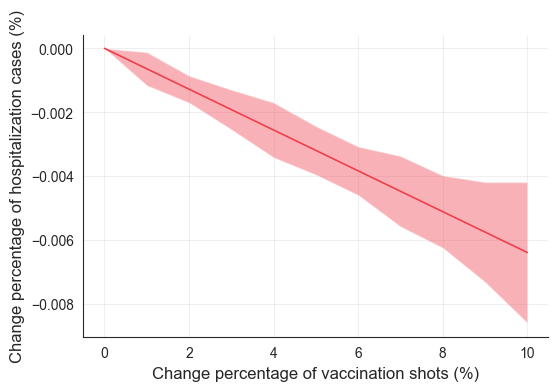 Change percentage of hospitalization cases (%)
0.000
−0.002
−0.004
−0.006
−0.008
0 2 4 6 8 10
Change percentage of vaccination shots (%)